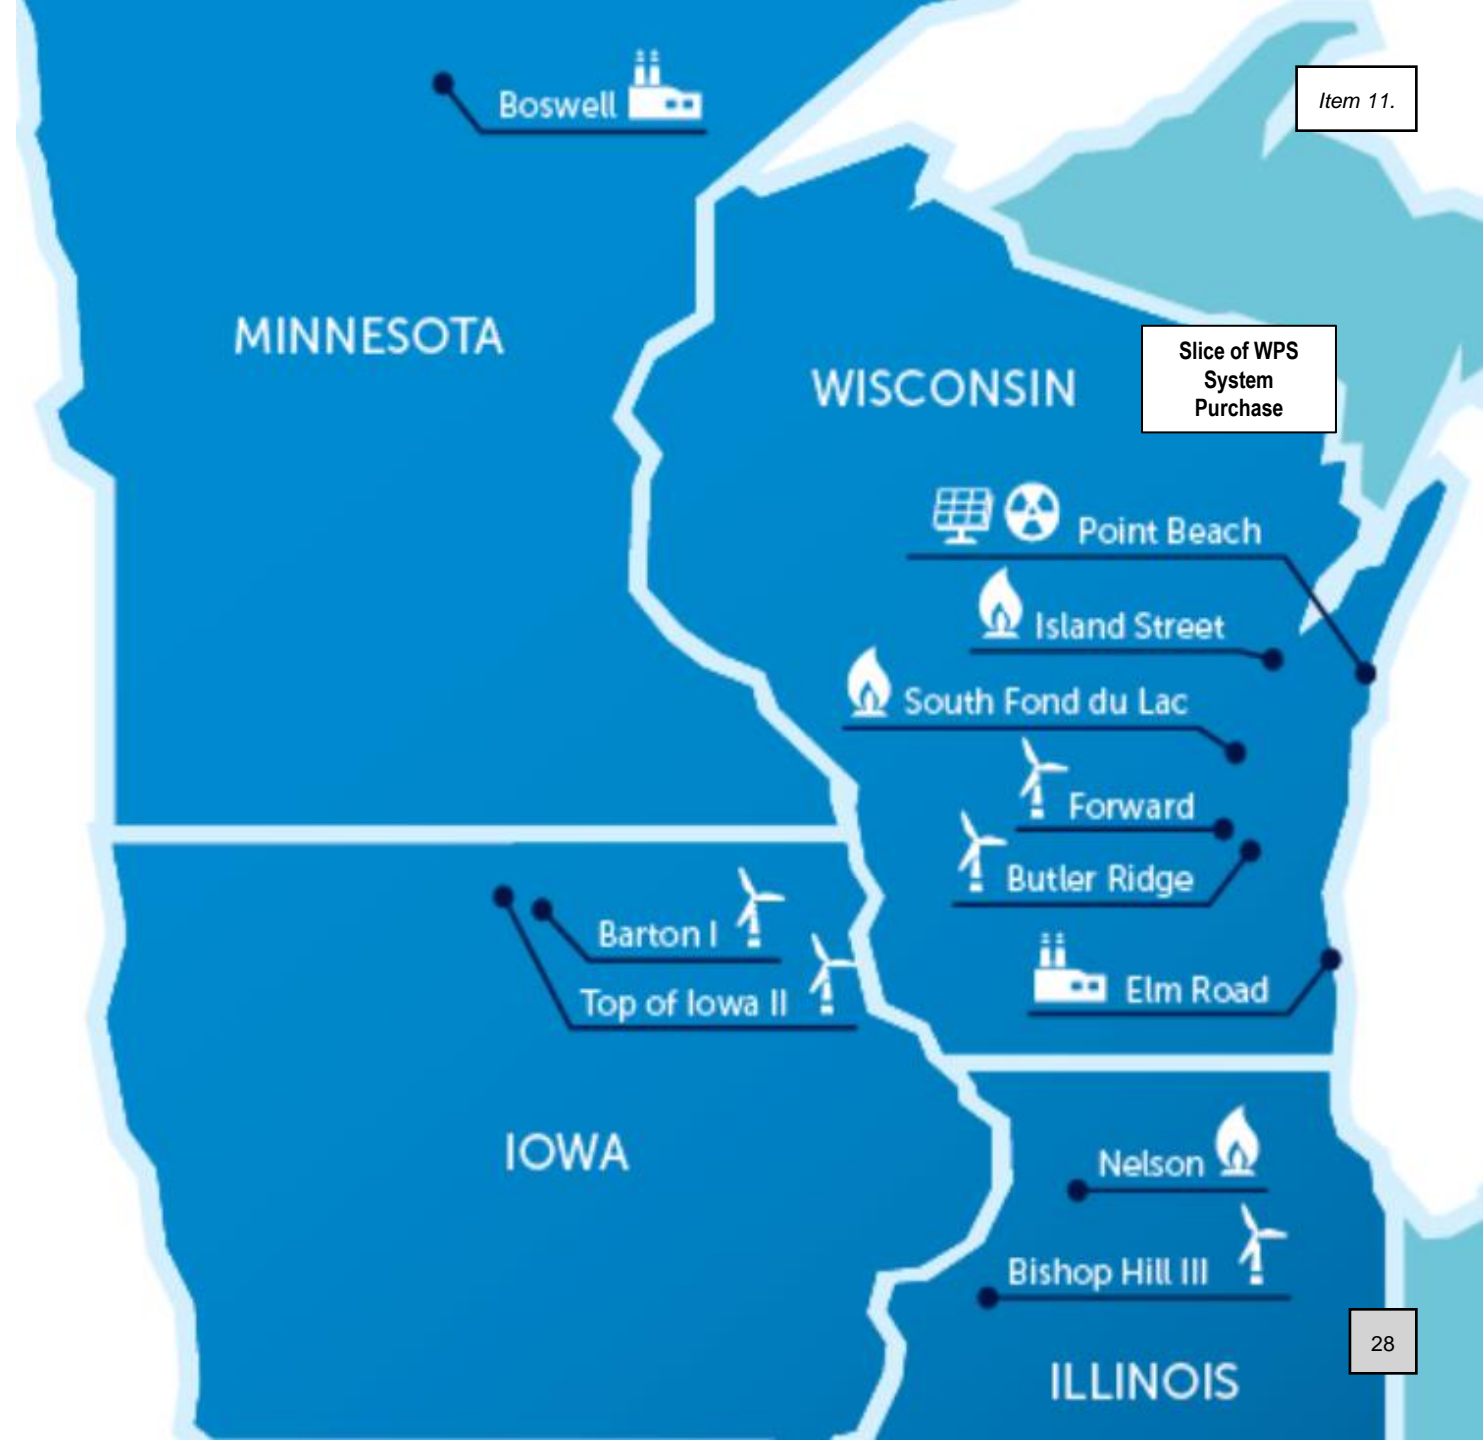 Boswell
Item 11.
MINNESOTA
WISCONSIN
Slice of WPS
System
Purchase
Point Beach
Island Street
South Fond du Lac
Forward
Butler Ridge
Barton I
Top of Iowa II
Elm Road
IOWA
Nelson
Bishop Hill III
28
ILLINOIS